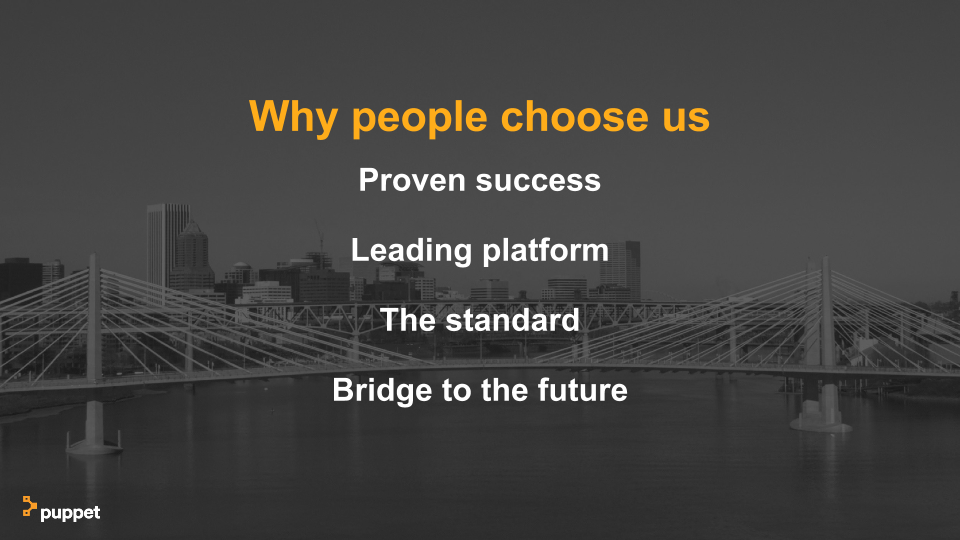 Why people choose us
Proven success
Leading platform
The standard
Bridge to the future
puppet